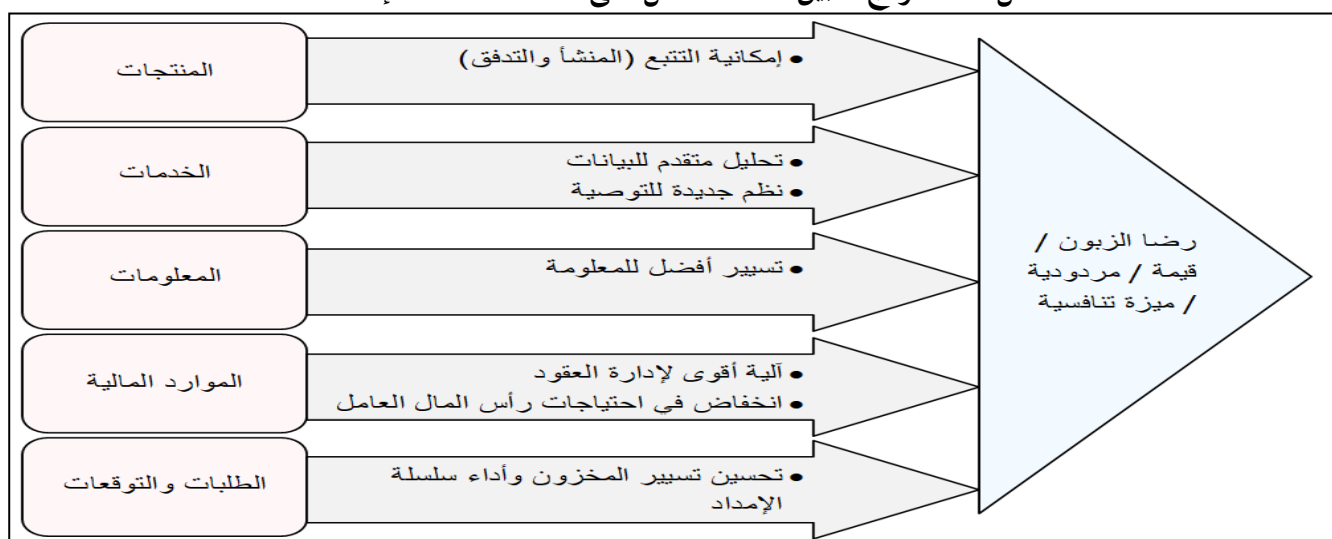 المنتجات
• إمكانية التتبع (المنشأ والتدفق)
الخدمات
• تحليل متقدم للبيانات
• نظم جديدة للتوصية
المعلومات
• تسيير أفضل للمعلومة
الموارد المالية
• آلية أقوى لإدارة العقود
• انخفاض في احتياجات رأس المال العامل
الطلبات والتوقعات
• تحسين تسيير المخزون وأداء سلسلة
الإمداد
رضا الزبون /
قيمة / مردودية
/ ميزة تنافسية